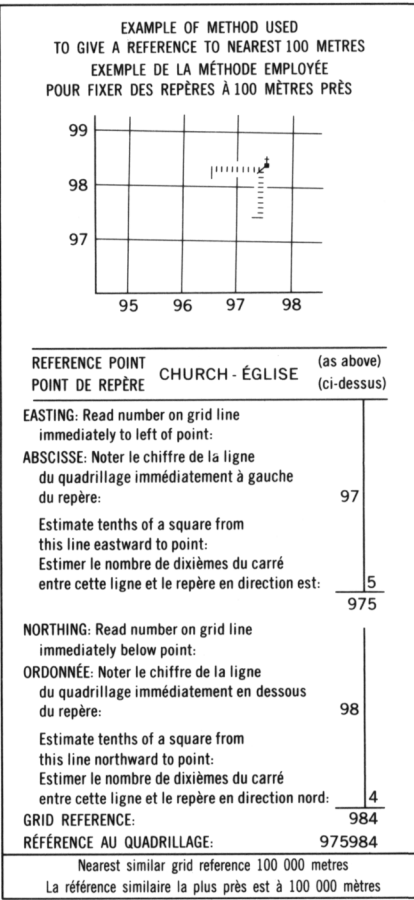 EXAMPLE OF METHOD USED
TO GIVE A REFERENCE TO NEAREST 100 METRES
EXEMPLE DE LA MÉTHODE EMPLOYÉE
POUR FIXER DES REPÈRES À 100 MÈTRES PRÈS
99
98
97
95 96 97 98
REFERENCE POINT
POINT DE REPÈRE
CHURCH - ÉGLISE
(as above)
(ci-dessus)
EASTING: Read number on grid line
immediately to left of point:
ABSCISSE: Noter le chiffre de la ligne
du quadrillage immédiatement à gauche
du repère: 97
Estimate tenths of a square from
this line eastward to point:
Estimer le nombre de dixièmes du carré
entre cette ligne et le repère en direction est: 5
975
NORTHING: Read number on grid line
immediately below point:
ORDONNÉE: Noter le chiffre de la ligne
du quadrillage immédiatement en dessous
du repère: 98
Estimate tenths of a square from
this line northward to point:
Estimer le nombre de dixièmes du carré
entre cette ligne et le repère en direction nord: 4
GRID REFERENCE: 984
RÉFÉRENCE AU QUADRILLAGE: 975984
Nearest similar grid reference 100 000 metres
La référence similaire la plus près est à 100 000 mètres